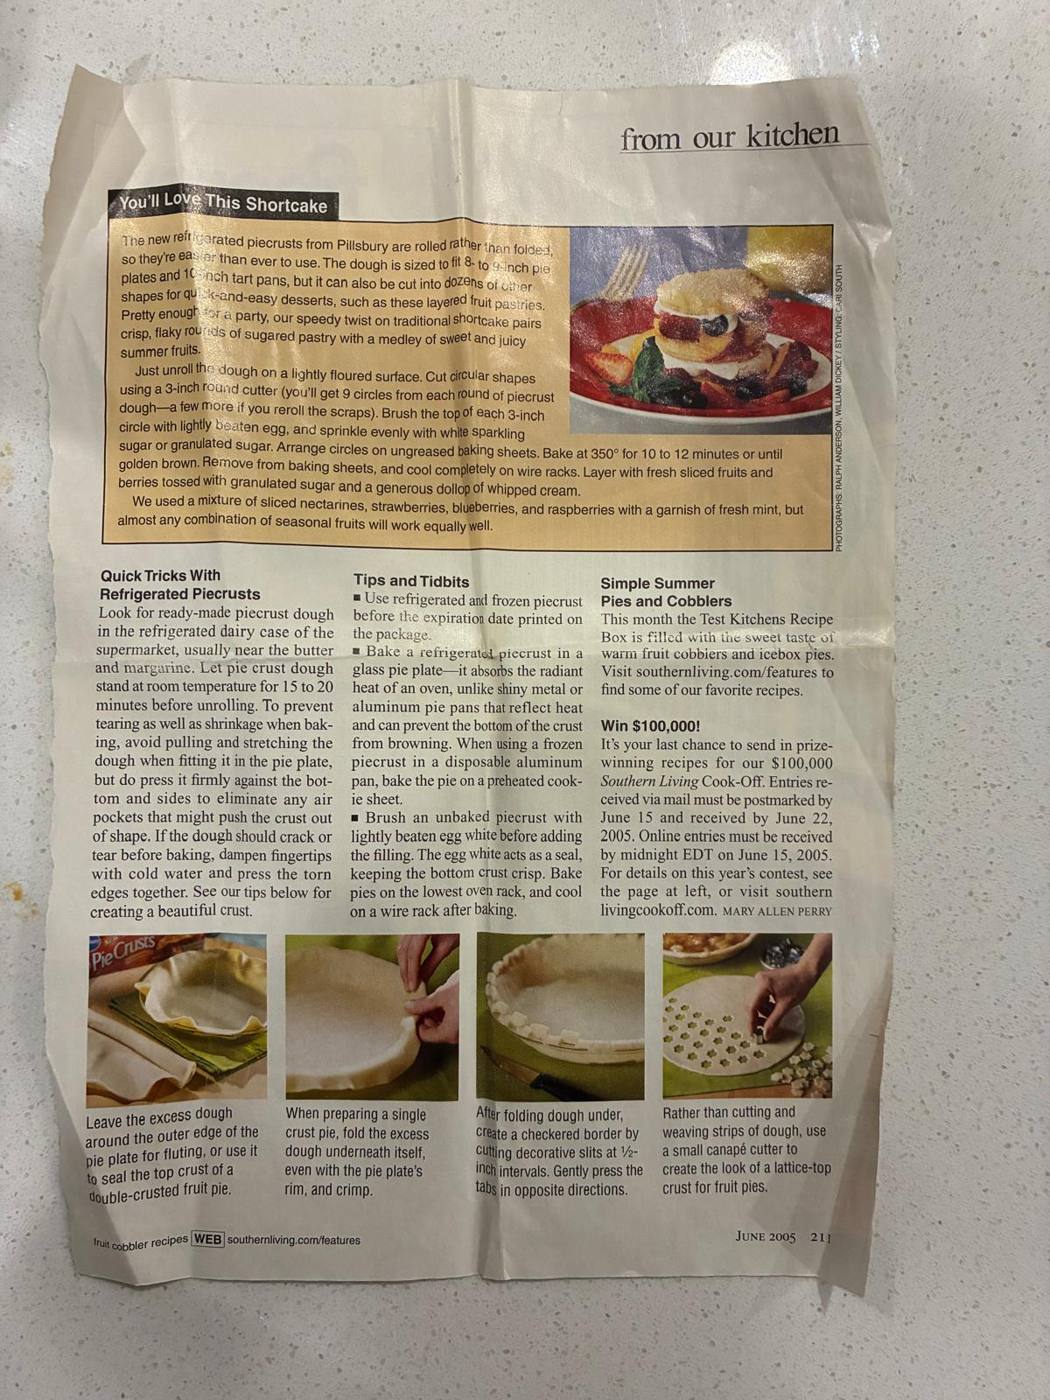 from our kitchen
You'll Love This Shortcake
The new refrigerated piecrusts from Pillsbury are rolled rather than folded,
so they're easier than ever to use. The dough is sized to fit 8- to 9-inch pie
plates and 10-inch tart pans, but it can also be cut into dozens of other
shapes for quick-and-easy desserts, such as these layered fruit pastries.
Pretty enough for a party, our speedy twist on traditional shortcake pairs
crisp, flaky rounds of sugared pastry with a medley of sweet and juicy
summer fruits.
Just unroll the dough on a lightly floured surface. Cut circular shapes
using a 3-inch round cutter (you'll get 9 circles from each round of piecrust
dough—a few more if you reroll the scraps). Brush the top of each 3-inch
circle with lightly beaten egg, and sprinkle evenly with white sparkling
sugar or granulated sugar. Arrange circles on ungreased baking sheets. Bake at 350° for 10 to 12 minutes or until
golden brown. Remove from baking sheets, and cool completely on wire racks. Layer with fresh sliced fruits and
berries tossed with granulated sugar and a generous dollop of whipped cream.
We used a mixture of sliced nectarines, strawberries, blueberries, and raspberries with a garnish of fresh mint, but
almost any combination of seasonal fruits will work equally well.
PHOTOGRAPHS: RALPH ANDERSON, WILLIAM DICKEY / STYLING: CARI SOUTH
Quick Tricks With
Refrigerated Piecrusts
Look for ready-made piecrust dough
in the refrigerated dairy case of the
supermarket, usually near the butter
and margarine. Let pie crust dough
stand at room temperature for 15 to 20
minutes before unrolling. To prevent
tearing as well as shrinkage when bak-
ing, avoid pulling and stretching the
dough when fitting it in the pie plate,
but do press it firmly against the bot-
tom and sides to eliminate any air
pockets that might push the crust out
of shape. If the dough should crack or
tear before baking, dampen fingertips
with cold water and press the torn
edges together. See our tips below for
creating a beautiful crust.
Tips and Tidbits
■ Use refrigerated and frozen piecrust
before the expiration date printed on
the package.
■ Bake a refrigerated piecrust in a
glass pie plate—it absorbs the radiant
heat of an oven, unlike shiny metal or
aluminum pie pans that reflect heat
and can prevent the bottom of the crust
from browning. When using a frozen
piecrust in a disposable aluminum
pan, bake the pie on a preheated cook-
ie sheet.
■ Brush an unbaked piecrust with
lightly beaten egg white before adding
the filling. The egg white acts as a seal,
keeping the bottom crust crisp. Bake
pies on the lowest oven rack, and cool
on a wire rack after baking.
Simple Summer
Pies and Cobblers
This month the Test Kitchens Recipe
Box is filled with the sweet taste of
warm fruit cobblers and icebox pies.
Visit southernliving.com/features to
find some of our favorite recipes.
Win $100,000!
It's your last chance to send in prize-
winning recipes for our $100,000
Southern Living Cook-Off. Entries re-
ceived via mail must be postmarked by
June 15 and received by June 22,
2005. Online entries must be received
by midnight EDT on June 15, 2005.
For details on this year's contest, see
the page at left, or visit southern
livingcookoff.com. MARY ALLEN PERRY
Pie Crusts
Leave the excess dough
around the outer edge of the
pie plate for fluting, or use it
to seal the top crust of a
double-crusted fruit pie.
When preparing a single
crust pie, fold the excess
dough underneath itself,
even with the pie plate's
rim, and crimp.
After folding dough under,
create a checkered border by
cutting decorative slits at ½-
inch intervals. Gently press the
tabs in opposite directions.
Rather than cutting and
weaving strips of dough, use
a small canapé cutter to
create the look of a lattice-top
crust for fruit pies.
fruit cobbler recipes WEB southernliving.com/features
JUNE 2005 211